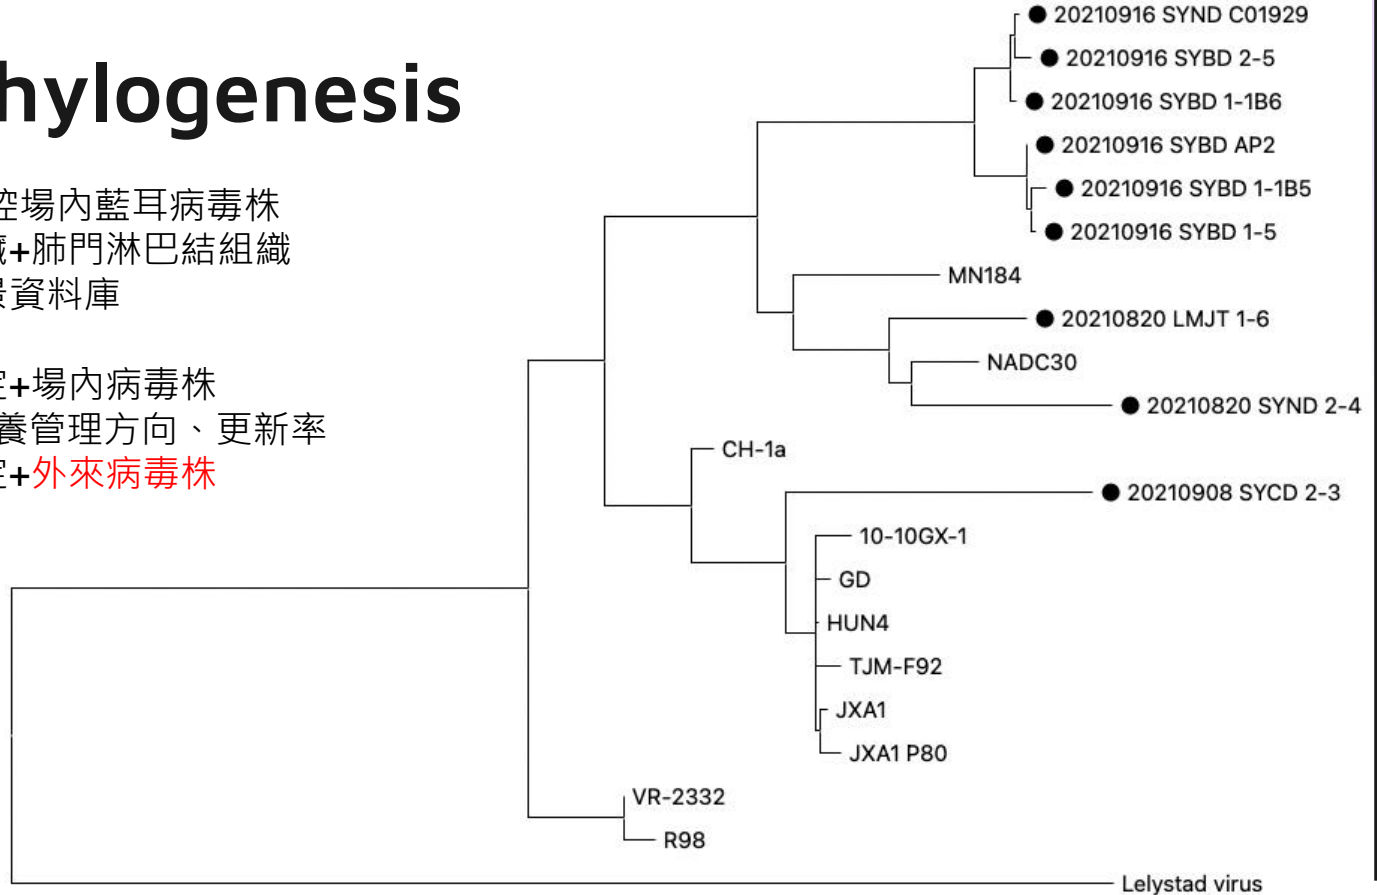 hylogenesis
控場內藍耳病毒株
臟+肺門淋巴結組織
景資料庫
定+場內病毒株
養管理方向、更新率
定+外來病毒株
20210916 SYND C01929
20210916 SYBD 2-5
20210916 SYBD 1-1B6
20210916 SYBD AP2
20210916 SYBD 1-1B5
20210916 SYBD 1-5
MN184
20210820 LMJT 1-6
NADC30
20210820 SYND 2-4
CH-1a
20210908 SYCD 2-3
10-10GX-1
GD
HUN4
TJM-F92
JXA1
JXA1 P80
VR-2332
R98
Lelystad virus